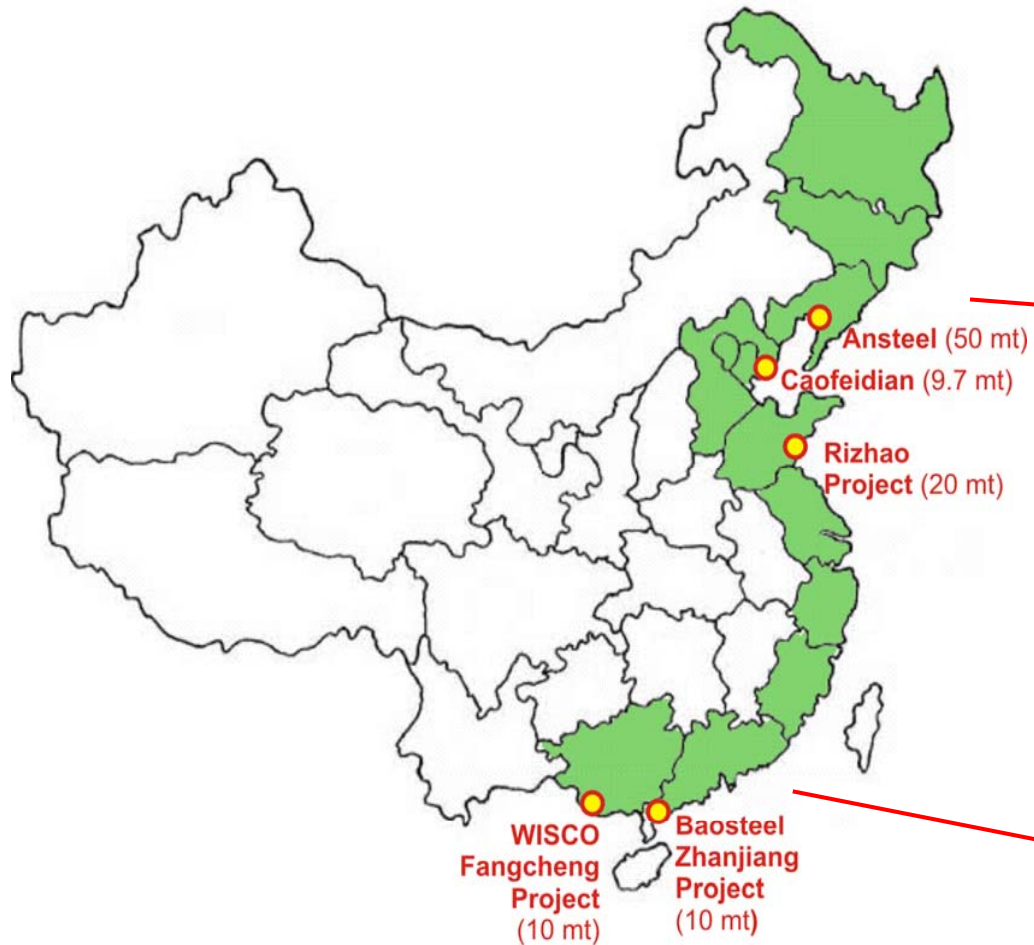 Ansteel (50 mt)
Caofeidian (9.7 mt)
Rizhao
Project (20 mt)
WISCO
Fangcheng
Project
(10 mt)
Baosteel
Zhanjiang
Project
(10 mt)